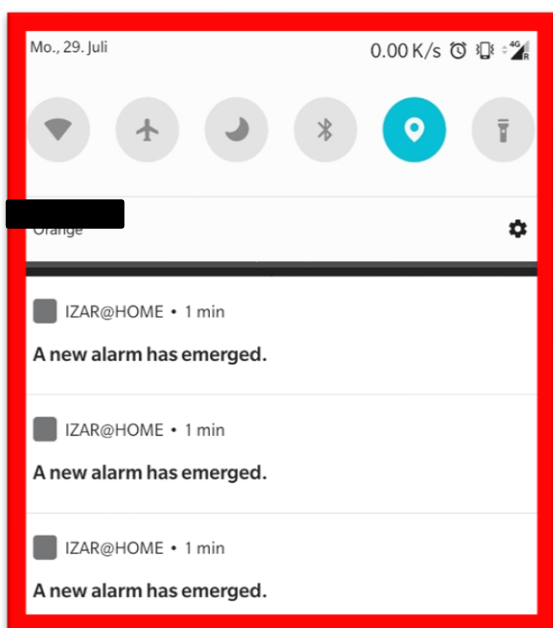 Mo., 29. Juli
0.00 K/s 4G R
Orange
IZAR@HOME • 1 min
A new alarm has emerged.
IZAR@HOME • 1 min
A new alarm has emerged.
IZAR@HOME • 1 min
A new alarm has emerged.